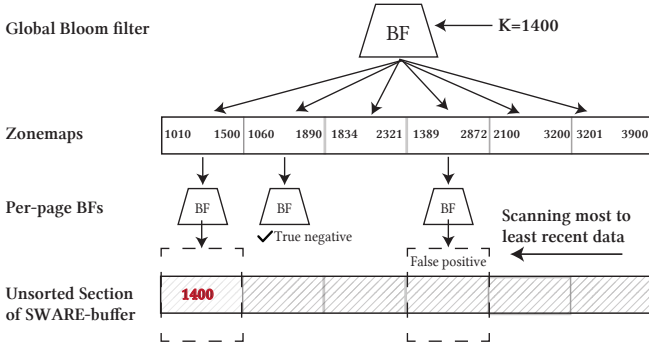 Global Bloom filter
BF
K=1400
Zonemaps
1010 1500 1060 1890 1834 2321 1389 2872 2100 3200 3201 3900
Per-page BFs
BF BF BF
True negative
Scanning most to
least recent data
False positive
Unsorted Section
of SWARE-buffer
1400